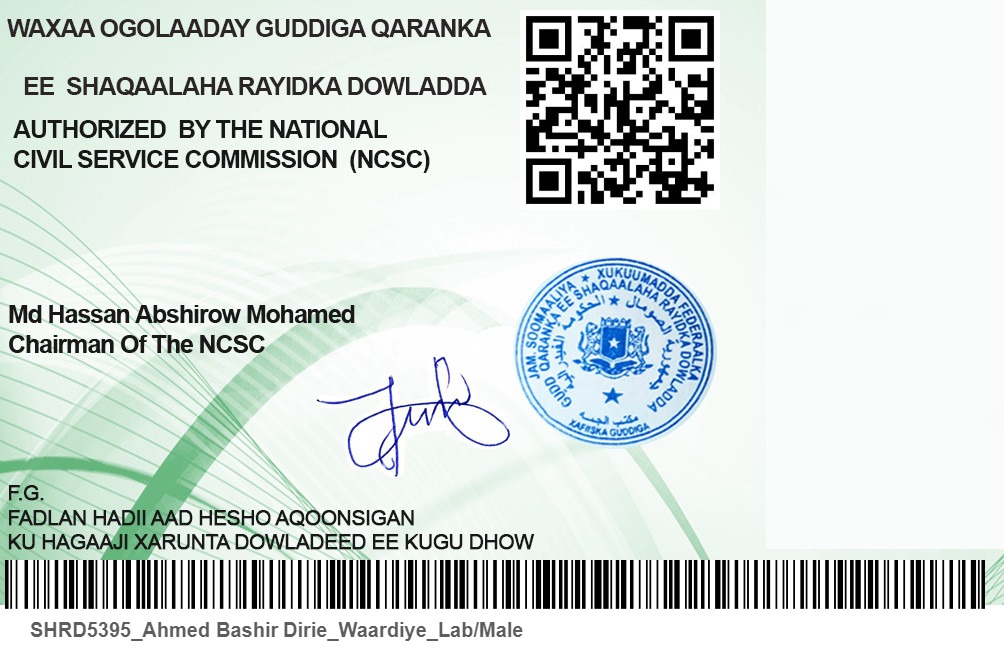 WAXAA OGOLAADAY GUDDIGA QARANKA
EE SHAQAALAHA RAYIDKA DOWLADDA
AUTHORIZED BY THE NATIONAL
CIVIL SERVICE COMMISSION (NCSC)
JAM. SOOMAALIYA ★ XUKUUMADDA FEDERAALKA
GUDD QARANKA EE SHAQAALAHA RAYIDKA DOWLADDA
XAFIISKA GUDDIGA
Md Hassan Abshirow Mohamed
Chairman Of The NCSC
F.G.
FADLAN HADII AAD HESHO AQOONSIGAN
KU HAGAAJI XARUNTA DOWLADEED EE KUGU DHOW
SHRD5395_Ahmed Bashir Dirie_Waardiye_Lab/Male